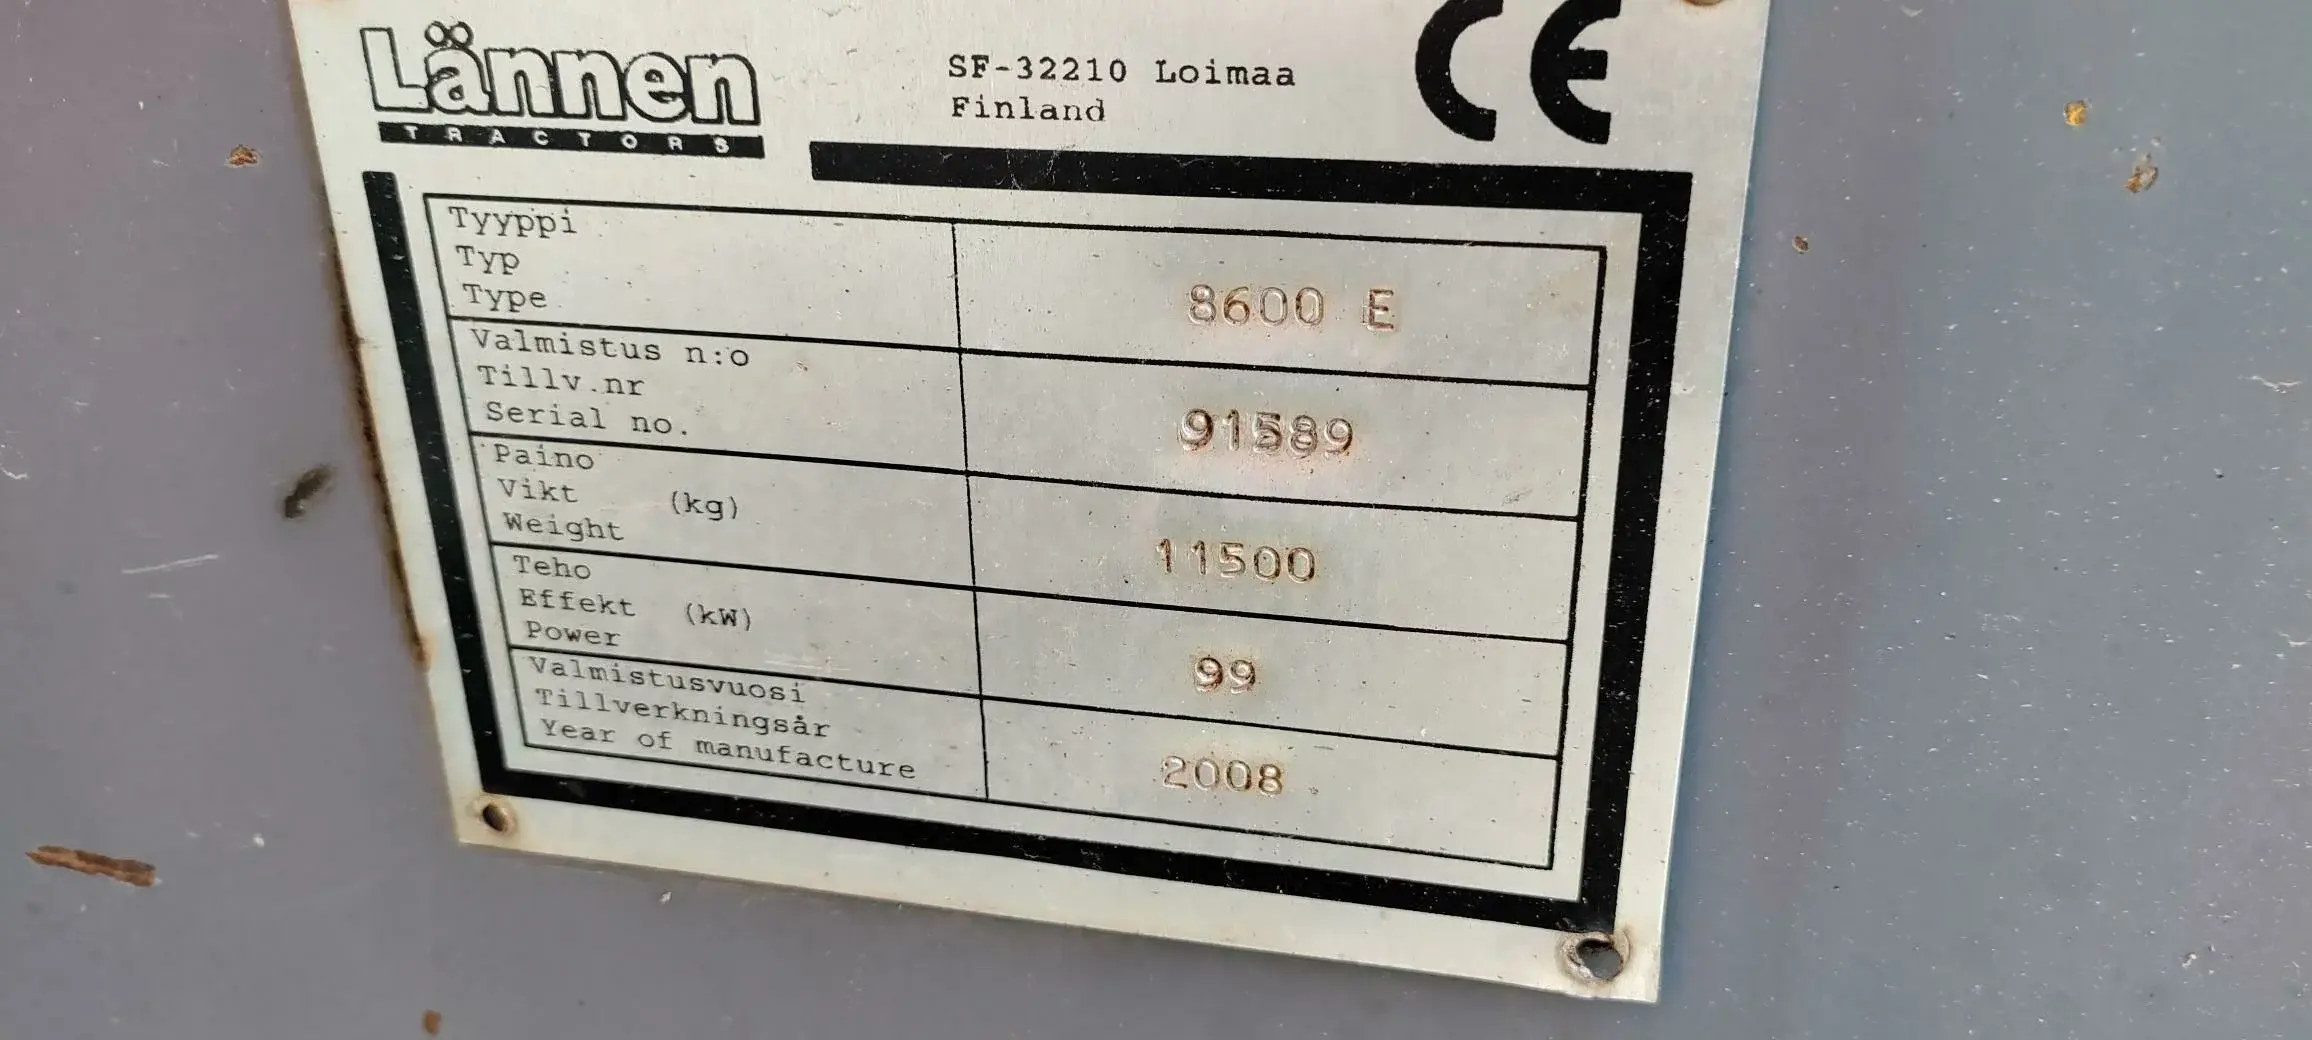 Lännen
TRACTORS
SF-32210 Loimaa
Finland
CE
Tyyppi
Typ
Type
8600 E
Valmistus n:o
Tillv.nr
Serial no.
91589
Paino
Vikt (kg)
Weight
11500
Teho
Effekt (kW)
Power
99
Valmistusvuosi
Tillverkningsår
Year of manufacture
2008